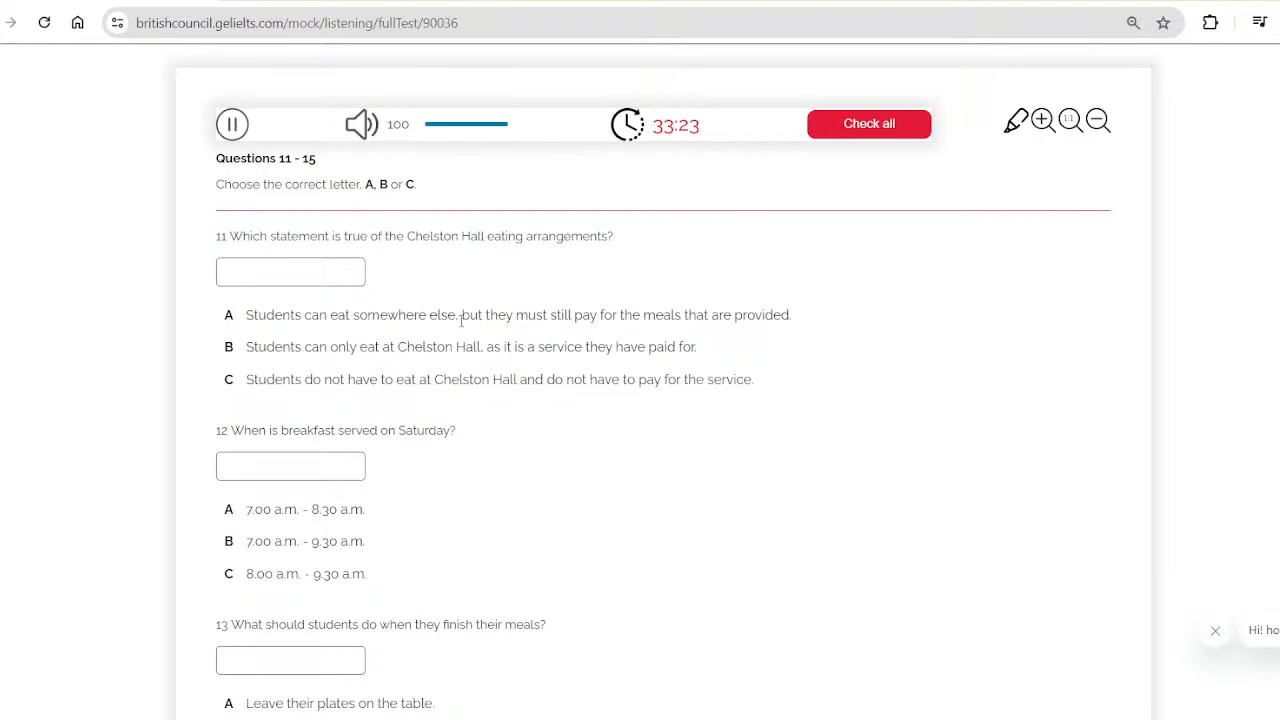 britishcouncil.gelielts.com/mock/listening/fullTest/90036
100
33:23
Check all
1:1
Questions 11 - 15
Choose the correct letter, A, B or C.
11 Which statement is true of the Chelston Hall eating arrangements?
A Students can eat somewhere else, but they must still pay for the meals that are provided.
B Students can only eat at Chelston Hall, as it is a service they have paid for.
C Students do not have to eat at Chelston Hall and do not have to pay for the service.
12 When is breakfast served on Saturday?
A 7.00 a.m. - 8.30 a.m.
B 7.00 a.m. - 9.30 a.m.
C 8.00 a.m. - 9.30 a.m.
13 What should students do when they finish their meals?
Hi! ho
A Leave their plates on the table.